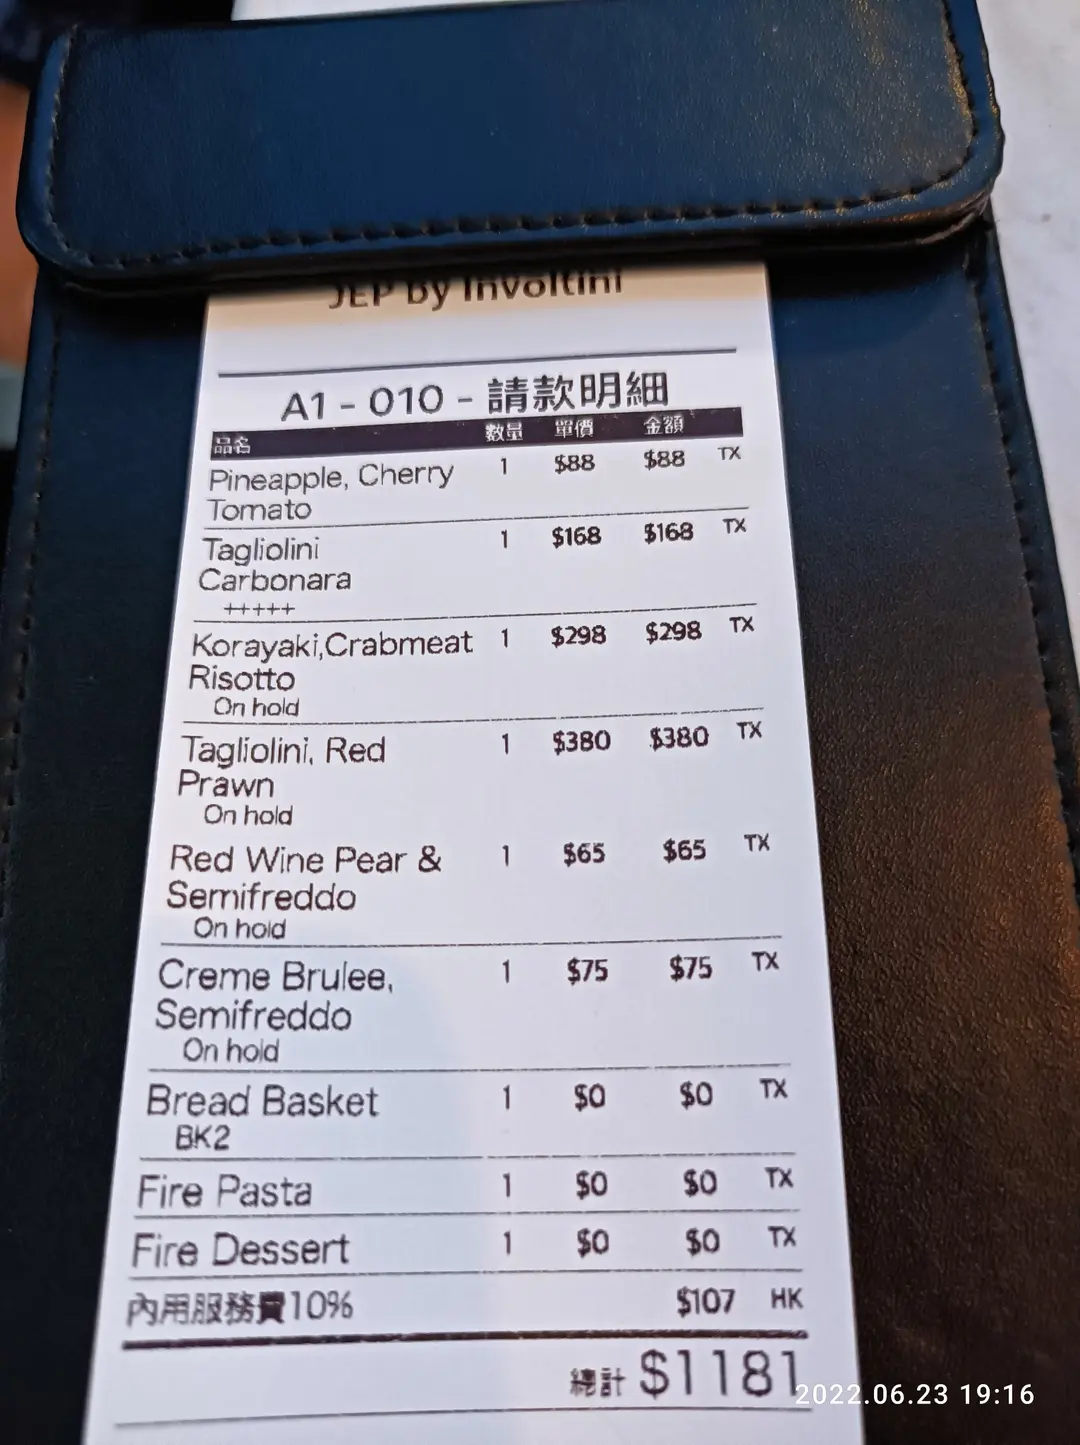 JEP By Involtini
A1 - 010 - 請款明細
品名 數量 單價 金額
Pineapple, Cherry 1 $88 $88 TX
Tomato
Tagliolini 1 $168 $168 TX
Carbonara
+++++
Korayaki,Crabmeat 1 $298 $298 TX
Risotto
On hold
Tagliolini, Red 1 $380 $380 TX
Prawn
On hold
Red Wine Pear & 1 $65 $65 TX
Semifreddo
On hold
Creme Brulee, 1 $75 $75 TX
Semifreddo
On hold
Bread Basket 1 $0 $0 TX
BK2
Fire Pasta 1 $0 $0 TX
Fire Dessert 1 $0 $0 TX
內用服務費10% $107 HK
總計 $1181
2022.06.23 19:16